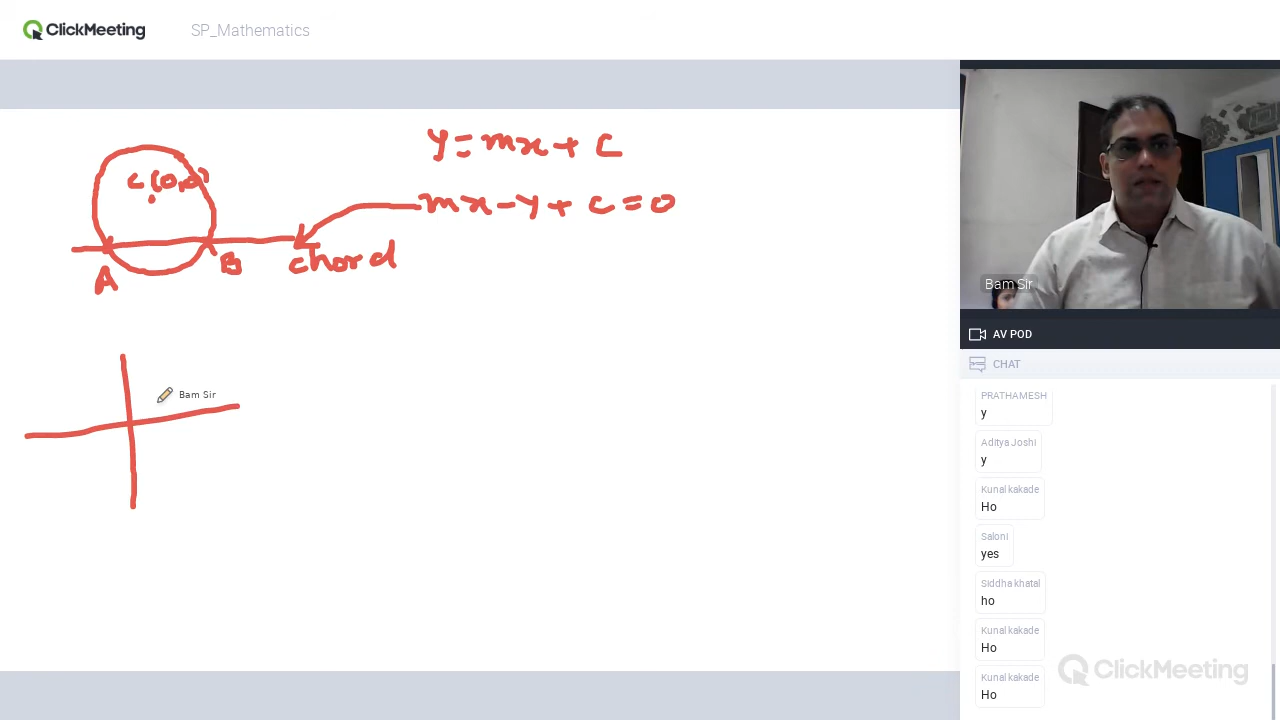 ClickMeeting
SP_Mathematics
y = mx + c
c(0,0)
mx - y + c = 0
chord
A
B
Bam Sir
Bam Sir
AV POD
CHAT
PRATHAMESH
y
Aditya Joshi
y
Kunal kakade
Ho
Saloni
yes
Siddha khatal
ho
Kunal kakade
Ho
Kunal kakade
Ho
ClickMeeting